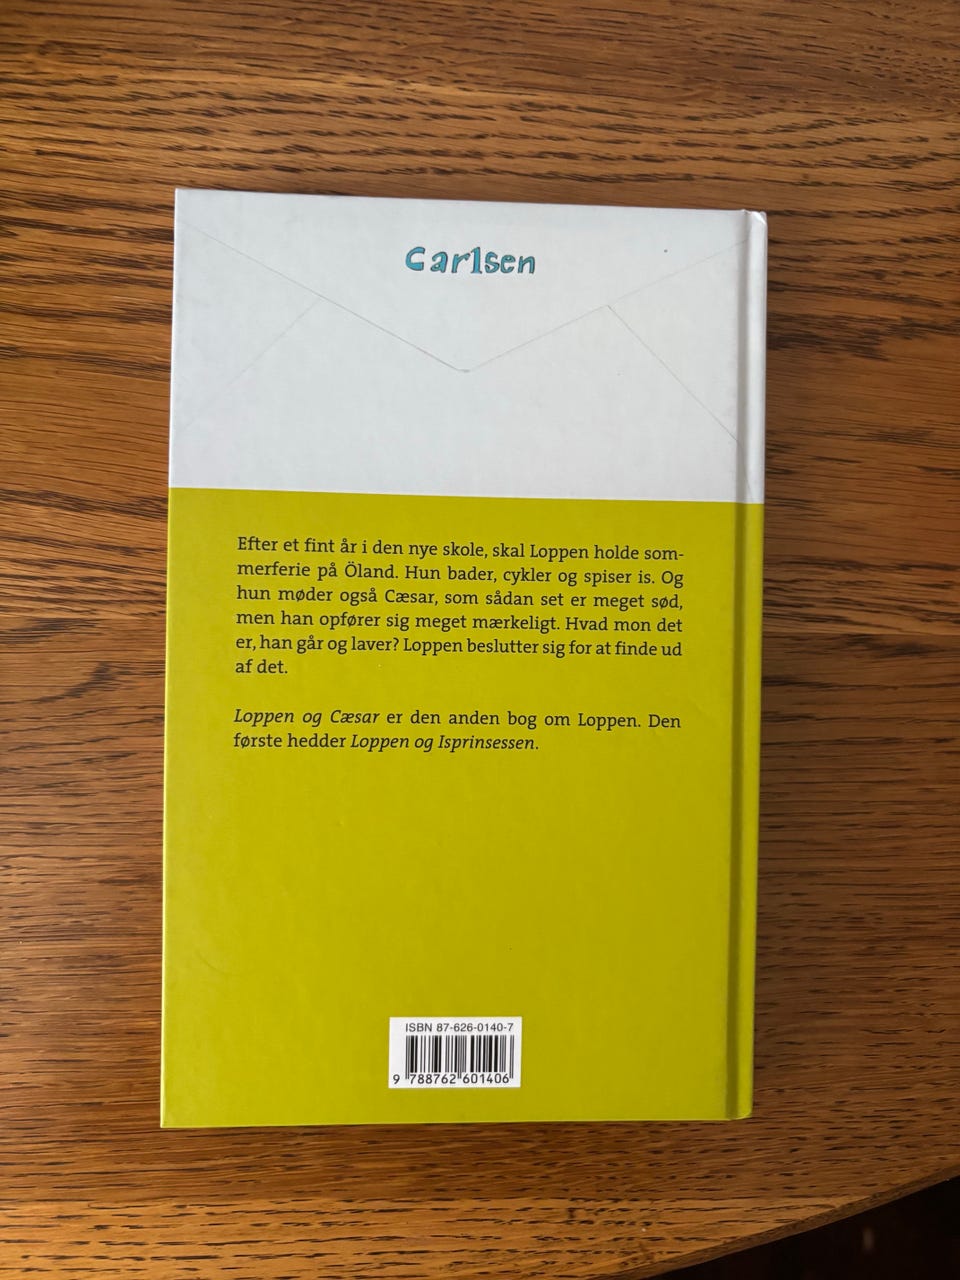 Carlsen
Efter et fint år i den nye skole, skal Loppen holde som-
merferie på Öland. Hun bader, cykler og spiser is. Og
hun møder også Cæsar, som sådan set er meget sød,
men han opfører sig meget mærkeligt. Hvad mon det
er, han går og laver? Loppen beslutter sig for at finde ud
af det.
Loppen og Cæsar er den anden bog om Loppen. Den
første hedder Loppen og Isprinsessen.
ISBN 87-626-0140-7
9 788762 601406